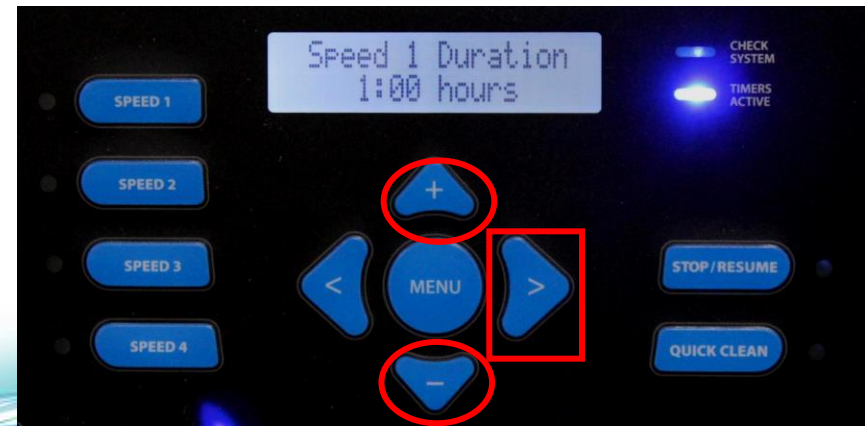 Speed 1 Duration
1:00 hours
CHECK
SYSTEM
TIMERS
ACTIVE
SPEED 1
SPEED 2
SPEED 3
SPEED 4
+
<
MENU
>
-
STOP/RESUME
QUICK CLEAN